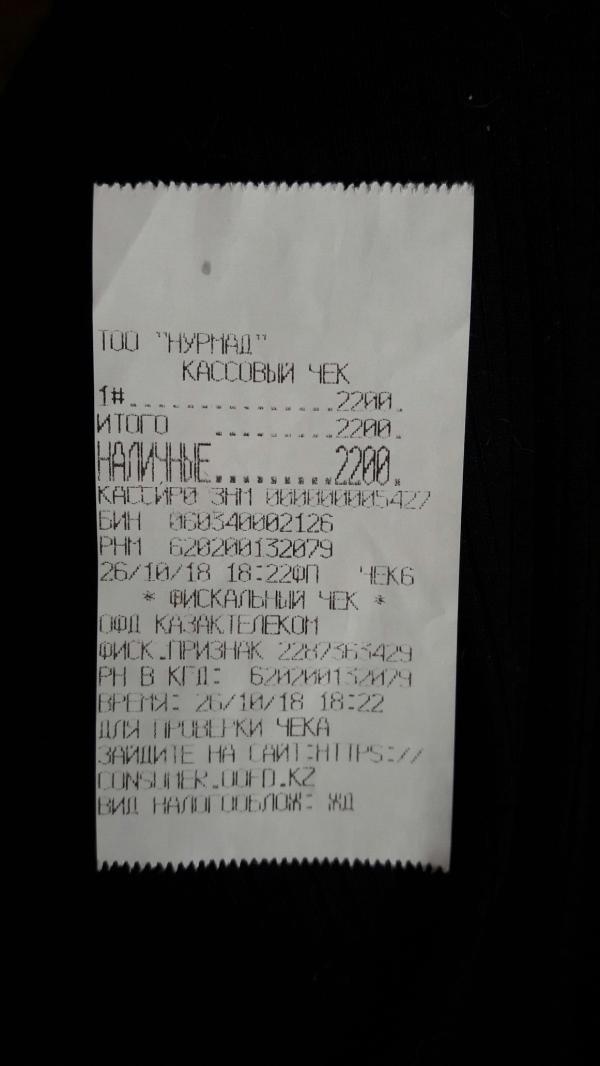 ТОО "НУРМАД"
КАССОВЫЙ ЧЕК
1#..................2200.
ИТОГО ..........2200.
НАЛИЧНЫЕ..........2200.
КАССИР0 ЗНМ 000000005427
БИН 060340002126
РНМ 620200132079
26/10/18 18:22ФП ЧЕК6
* ФИСКАЛЬНЫЙ ЧЕК *
ОФД КАЗАКТЕЛЕКОМ
ФИСК.ПРИЗНАК 2287363429
РН В КГД: 620200132079
ВРЕМЯ: 26/10/18 18:22
ДЛЯ ПРОВЕРКИ ЧЕКА
ЗАЙДИТЕ НА САЙТ:HTTPS://
CONSUMER.OOFD.KZ
ВИД НАЛОГООБЛОЖ: ЖД